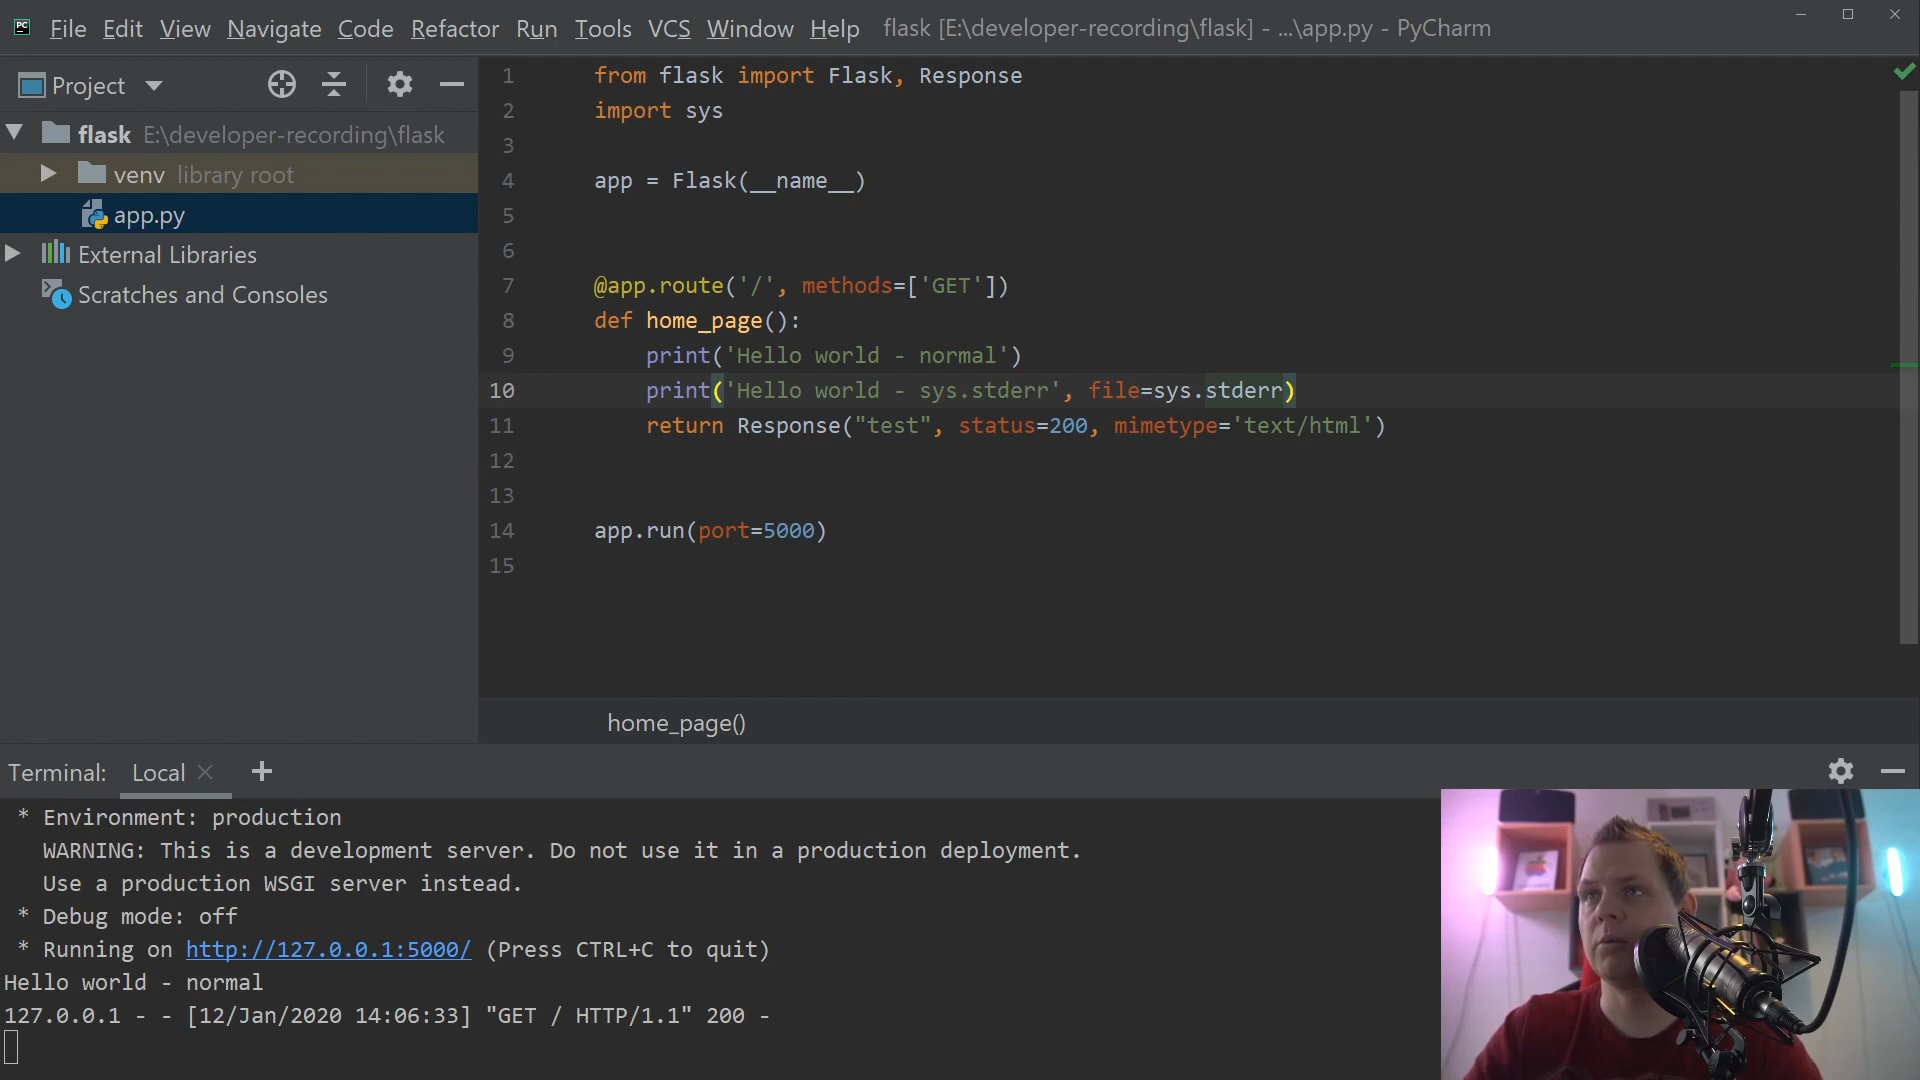 PC File Edit View Navigate Code Refactor Run Tools VCS Window Help flask [E:\developer-recording\flask] - ...\app.py - PyCharm
Project
flask E:\developer-recording\flask
venv library root
app.py
External Libraries
Scratches and Consoles
1 from flask import Flask, Response
2 import sys
3
4 app = Flask(__name__)
5
6
7 @app.route('/', methods=['GET'])
8 def home_page():
9 print('Hello world - normal')
10 print('Hello world - sys.stderr', file=sys.stderr)
11 return Response("test", status=200, mimetype='text/html')
12
13
14 app.run(port=5000)
15
home_page()
Terminal: Local
* Environment: production
WARNING: This is a development server. Do not use it in a production deployment.
Use a production WSGI server instead.
* Debug mode: off
* Running on http://127.0.0.1:5000/ (Press CTRL+C to quit)
Hello world - normal
127.0.0.1 - - [12/Jan/2020 14:06:33] "GET / HTTP/1.1" 200 -